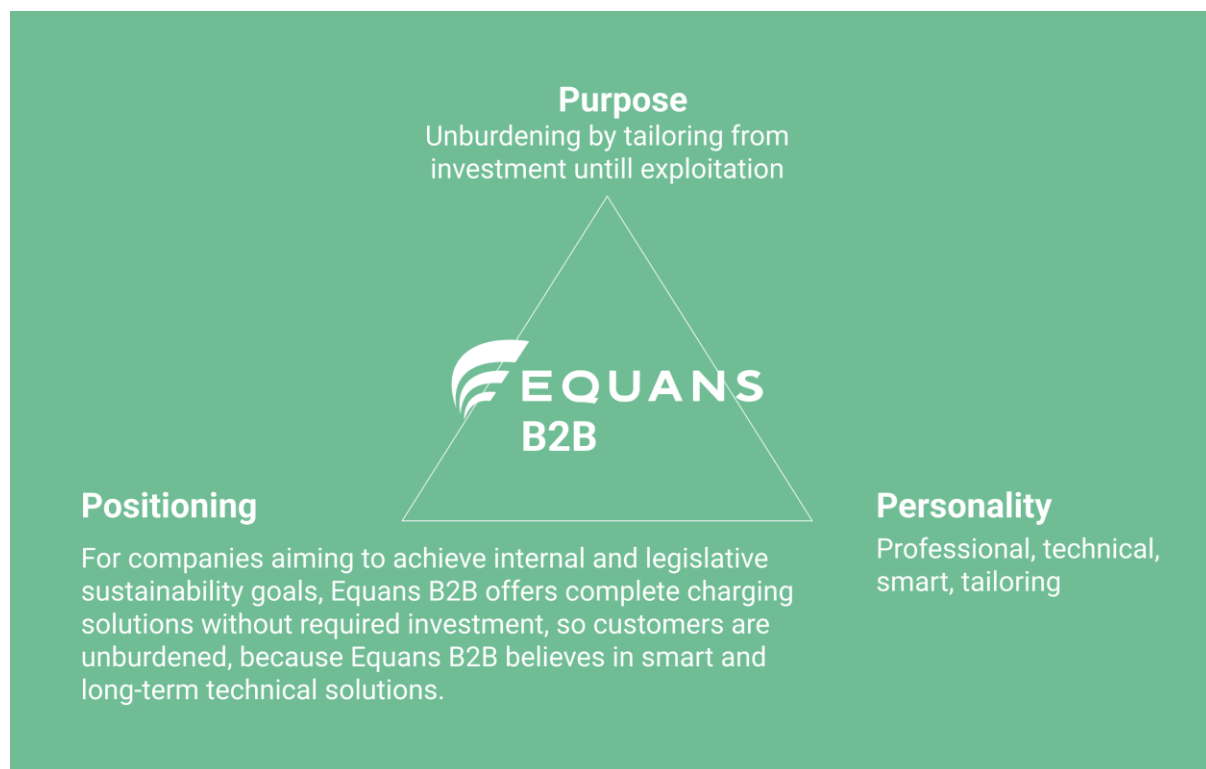 Purpose
Unburdening by tailoring from
investment untill exploitation
EQUANS
B2B
Positioning
For companies aiming to achieve internal and legislative
sustainability goals, Equans B2B offers complete charging
solutions without required investment, so customers are
unburdened, because Equans B2B believes in smart and
long-term technical solutions.
Personality
Professional, technical,
smart, tailoring